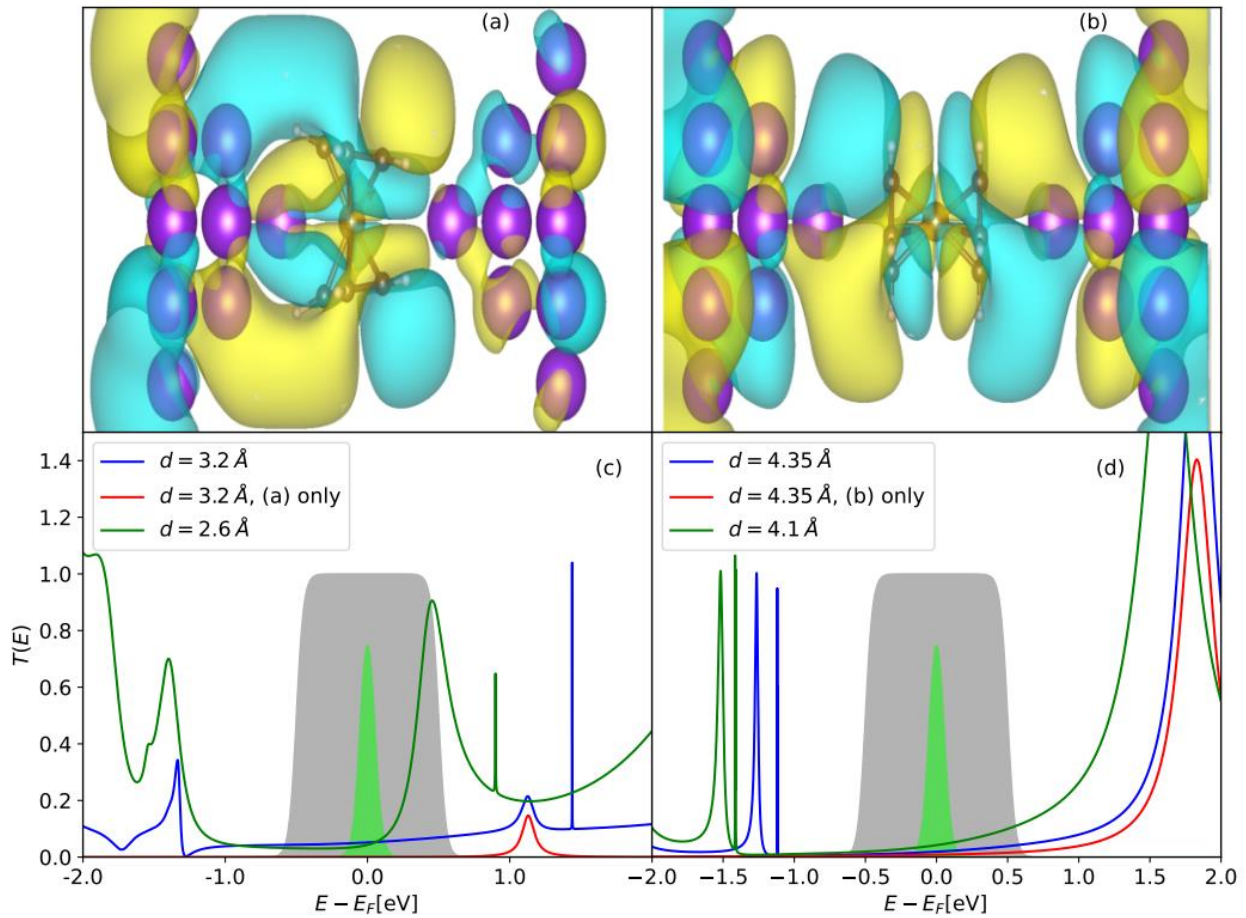 (a)
(b)
d = 3.2 Å
d = 3.2 Å, (a) only
d = 2.6 Å
(c)
d = 4.35 Å
d = 4.35 Å, (b) only
d = 4.1 Å
(d)
T(E)
1.4
1.2
1.0
0.8
0.6
0.4
0.2
0.0
-2.0
-1.0
0.0
1.0
-2.0
-1.5
-1.0
-0.5
0.0
0.5
1.0
1.5
2.0
E − E_F[eV]
E − E_F[eV]